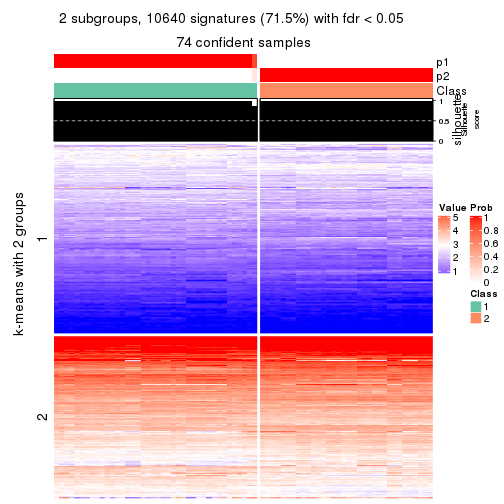 2 subgroups, 10640 signatures (71.5%) with fdr < 0.05
74 confident samples
p1
p2
Class
1
0.5
0
silhouette
Silhouette
score
k-means with 2 groups
1
2
Value
5
4
3
2
1
Prob
1
0.8
0.6
0.4
0.2
0
Class
1
2